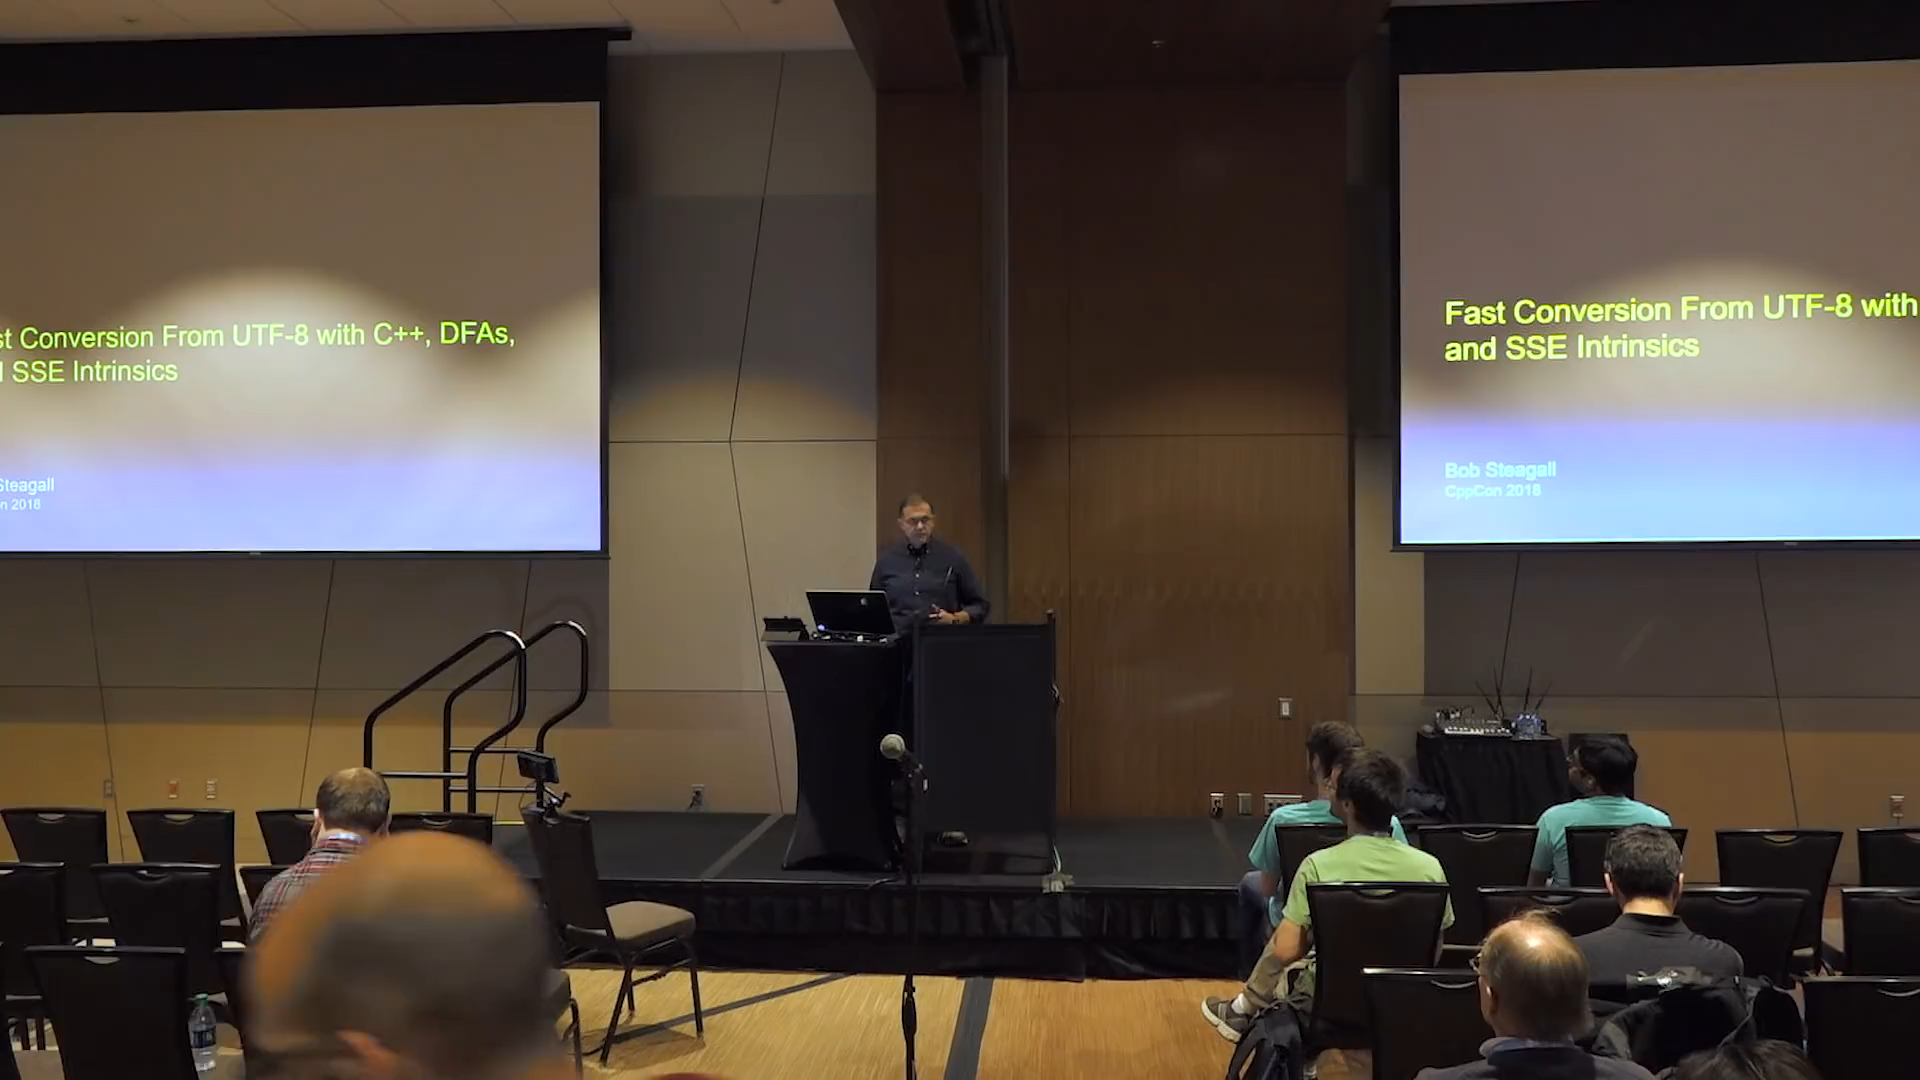 st Conversion From UTF-8 with C++, DFAs,
SSE Intrinsics
Steagall
n 2018
Fast Conversion From UTF-8 with
and SSE Intrinsics
Bob Steagall
CppCon 2018